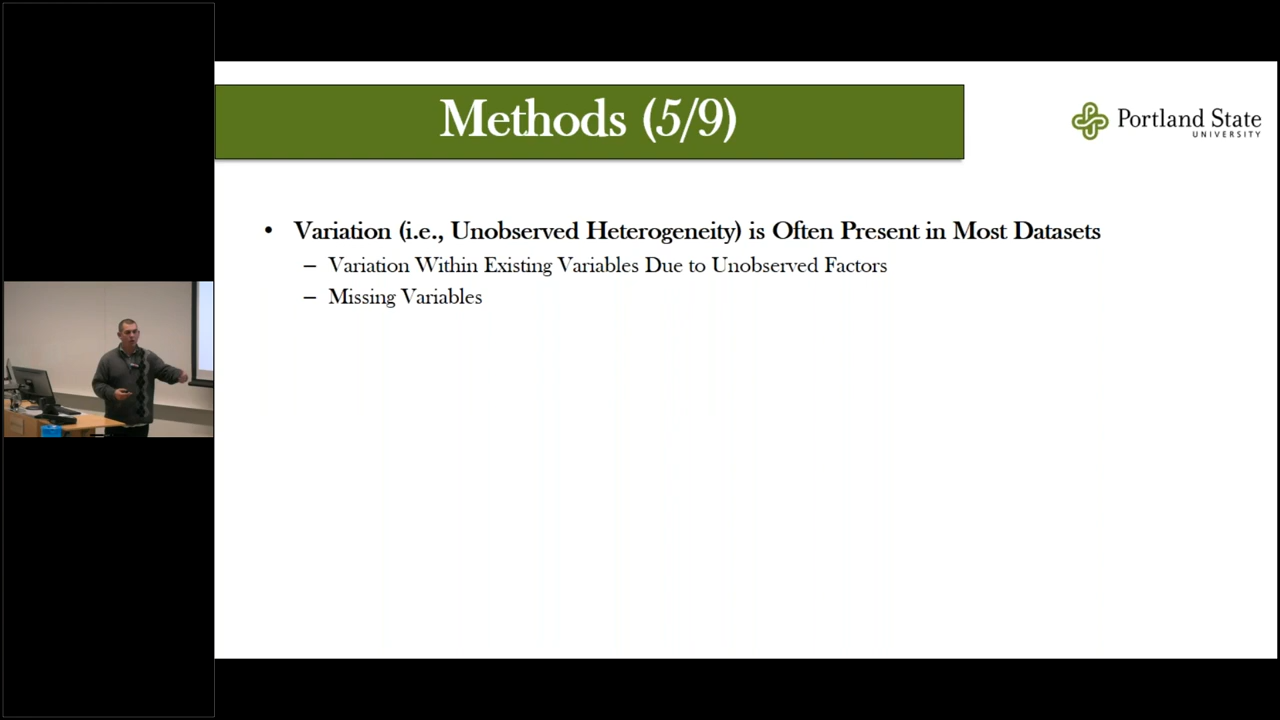 Methods (5/9)
Portland State
UNIVERSITY
• Variation (i.e., Unobserved Heterogeneity) is Often Present in Most Datasets
– Variation Within Existing Variables Due to Unobserved Factors
– Missing Variables